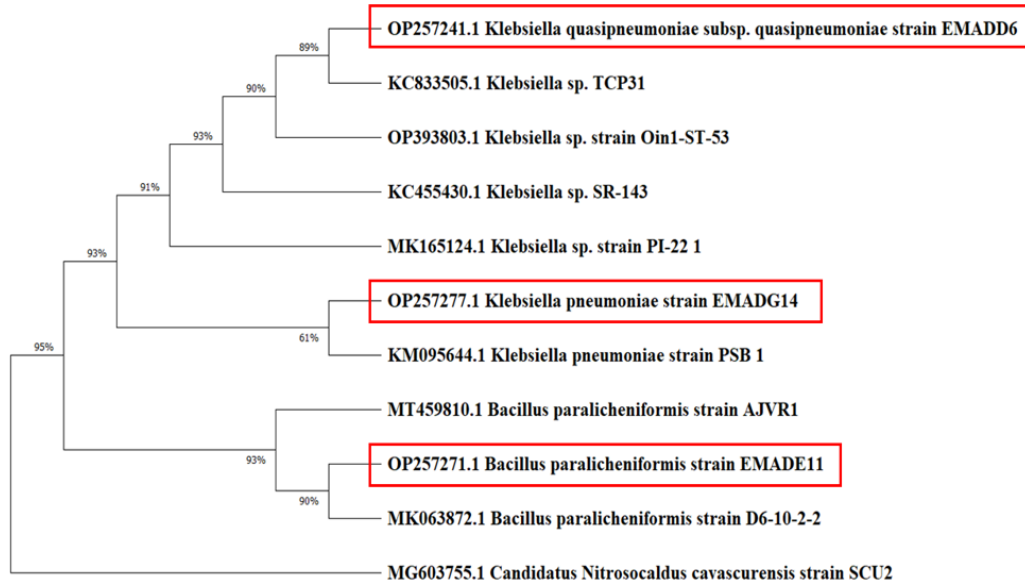 OP257241.1 Klebsiella quasipneumoniae subsp. quasipneumoniae strain EMADD6
89%
KC833505.1 Klebsiella sp. TCP31
90%
OP393803.1 Klebsiella sp. strain Oin1-ST-53
93%
KC455430.1 Klebsiella sp. SR-143
91%
MK165124.1 Klebsiella sp. strain PI-22 1
93%
OP257277.1 Klebsiella pneumoniae strain EMADG14
61%
KM095644.1 Klebsiella pneumoniae strain PSB 1
95%
MT459810.1 Bacillus paralicheniformis strain AJVR1
93%
OP257271.1 Bacillus paralicheniformis strain EMADE11
90%
MK063872.1 Bacillus paralicheniformis strain D6-10-2-2
MG603755.1 Candidatus Nitrosocaldus cavascurensis strain SCU2